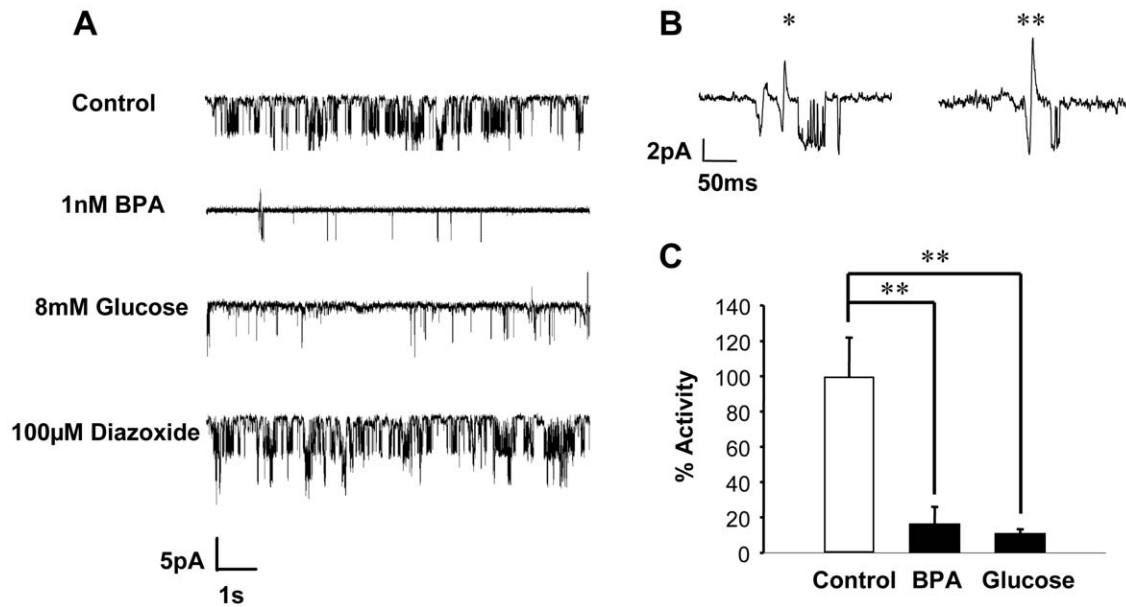 A
Control
1nM BPA
8mM Glucose
100µM Diazoxide
5pA
1s
B
* **
2pA
50ms
C
**
**
140
120
100
80
60
40
20
0
% Activity
Control BPA Glucose